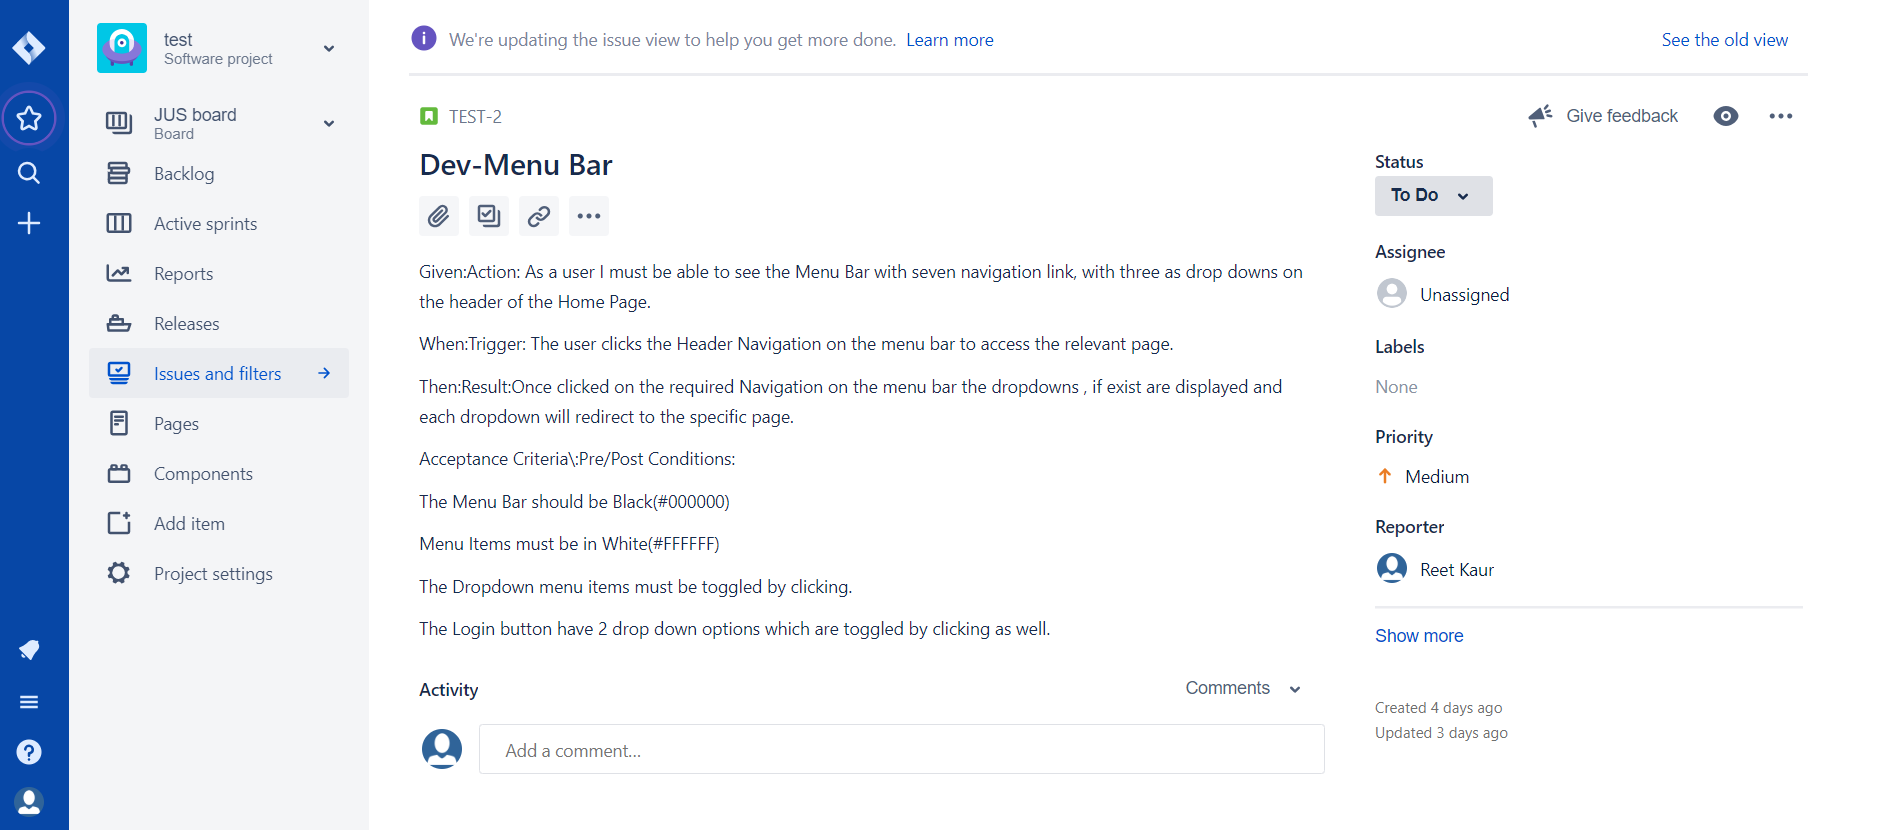 test
Software project
JUS board
Board
Backlog
Active sprints
Reports
Releases
Issues and filters
Pages
Components
Add item
Project settings
We're updating the issue view to help you get more done. Learn more
See the old view
TEST-2
Give feedback
Dev-Menu Bar
Given:Action: As a user I must be able to see the Menu Bar with seven navigation link, with three as drop downs on
the header of the Home Page.
When:Trigger: The user clicks the Header Navigation on the menu bar to access the relevant page.
Then:Result:Once clicked on the required Navigation on the menu bar the dropdowns , if exist are displayed and
each dropdown will redirect to the specific page.
Acceptance Criteria\:Pre/Post Conditions:
The Menu Bar should be Black(#000000)
Menu Items must be in White(#FFFFFF)
The Dropdown menu items must be toggled by clicking.
The Login button have 2 drop down options which are toggled by clicking as well.
Activity
Comments
Add a comment...
Status
To Do
Assignee
Unassigned
Labels
None
Priority
Medium
Reporter
Reet Kaur
Show more
Created 4 days ago
Updated 3 days ago